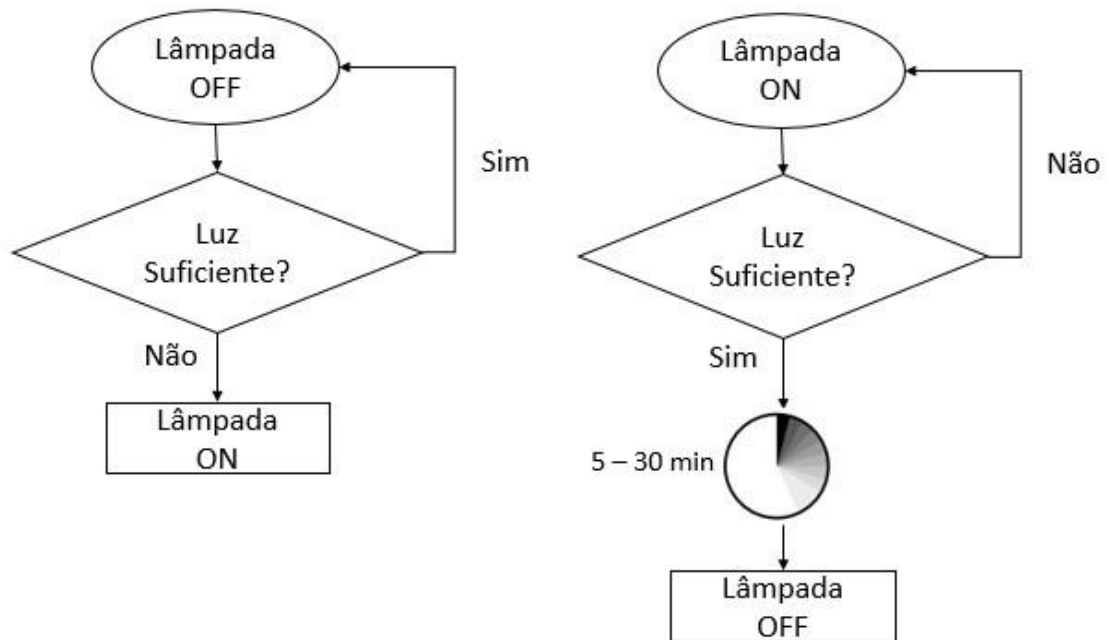 Lâmpada
OFF
Sim
Luz
Suficiente?
Não
Lâmpada
ON
Lâmpada
ON
Não
Luz
Suficiente?
Sim
5 – 30 min
Lâmpada
OFF